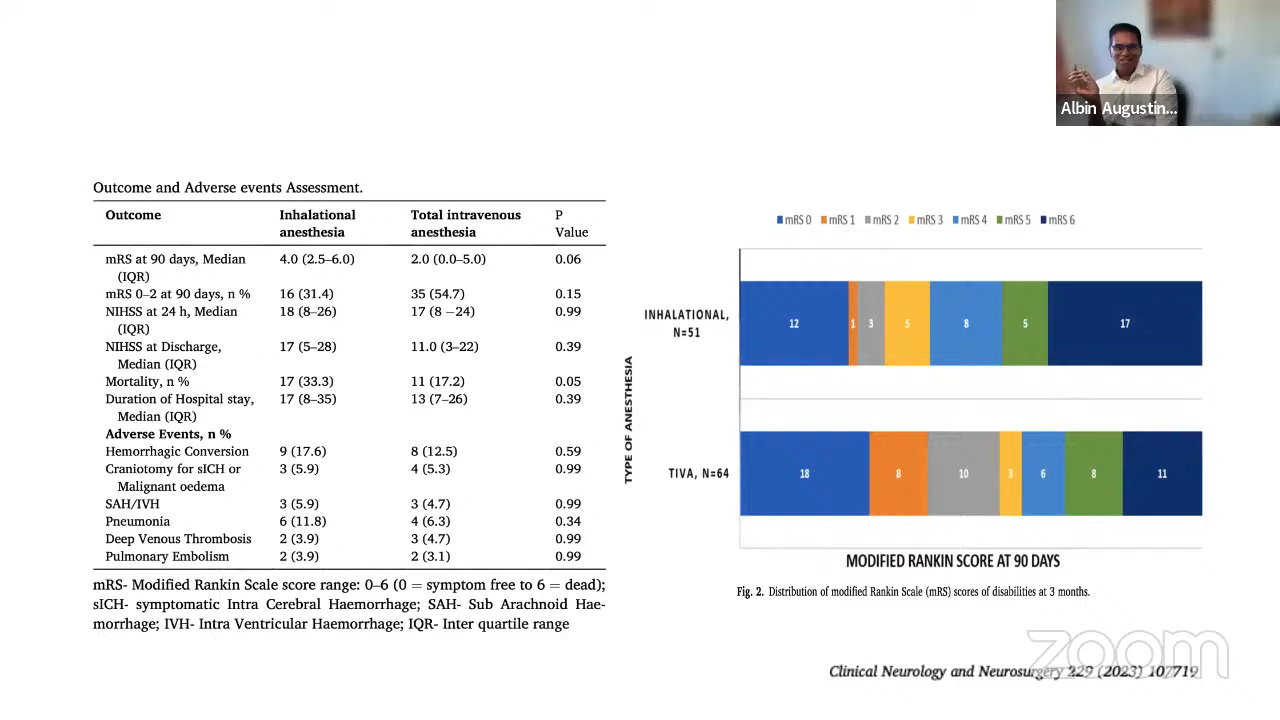 Albin Augustin...
Outcome and Adverse events Assessment.
Outcome Inhalational Total intravenous P
anesthesia anesthesia Value
mRS at 90 days, Median 4.0 (2.5–6.0) 2.0 (0.0–5.0) 0.06
(IQR)
mRS 0–2 at 90 days, n % 16 (31.4) 35 (54.7) 0.15
NIHSS at 24 h, Median 18 (8–26) 17 (8 –24) 0.99
(IQR)
NIHSS at Discharge, 17 (5–28) 11.0 (3–22) 0.39
Median (IQR)
Mortality, n % 17 (33.3) 11 (17.2) 0.05
Duration of Hospital stay, 17 (8–35) 13 (7–26) 0.39
Median (IQR)
Adverse Events, n %
Hemorrhagic Conversion 9 (17.6) 8 (12.5) 0.59
Craniotomy for sICH or 3 (5.9) 4 (5.3) 0.99
Malignant oedema
SAH/IVH 3 (5.9) 3 (4.7) 0.99
Pneumonia 6 (11.8) 4 (6.3) 0.34
Deep Venous Thrombosis 2 (3.9) 3 (4.7) 0.99
Pulmonary Embolism 2 (3.9) 2 (3.1) 0.99
mRS- Modified Rankin Scale score range: 0–6 (0 = symptom free to 6 = dead);
sICH- symptomatic Intra Cerebral Haemorrhage; SAH- Sub Arachnoid Hae-
morrhage; IVH- Intra Ventricular Haemorrhage; IQR- Inter quartile range
mRS 0 mRS 1 mRS 2 mRS 3 mRS 4 mRS 5 mRS 6
TYPE OF ANESTHESIA
INHALATIONAL,
N=51
12 1 3 5 8 5 17
TIVA, N=64
18 8 10 3 6 8 11
MODIFIED RANKIN SCORE AT 90 DAYS
Fig. 2. Distribution of modified Rankin Scale (mRS) scores of disabilities at 3 months.
zoom
Clinical Neurology and Neurosurgery 229 (2023) 107719